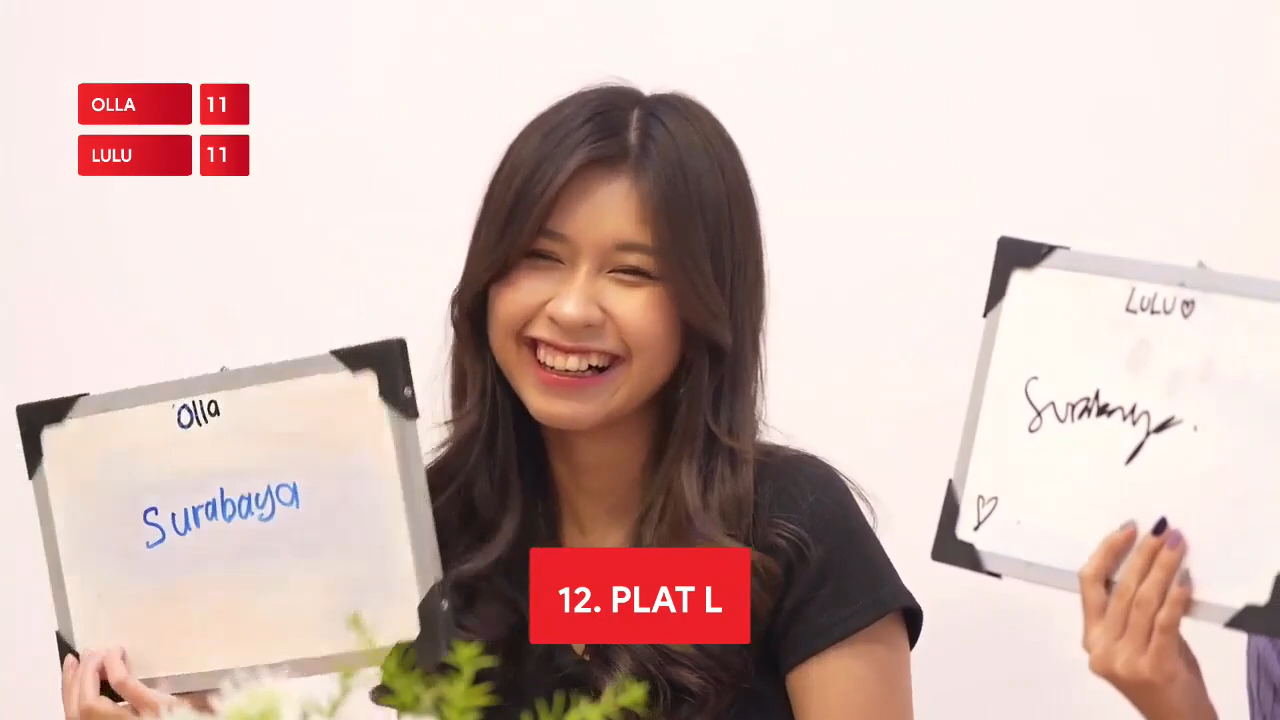 OLLA 11
LULU 11
Olla
Surabaya
LULU♡
Surabaya.
12. PLAT L